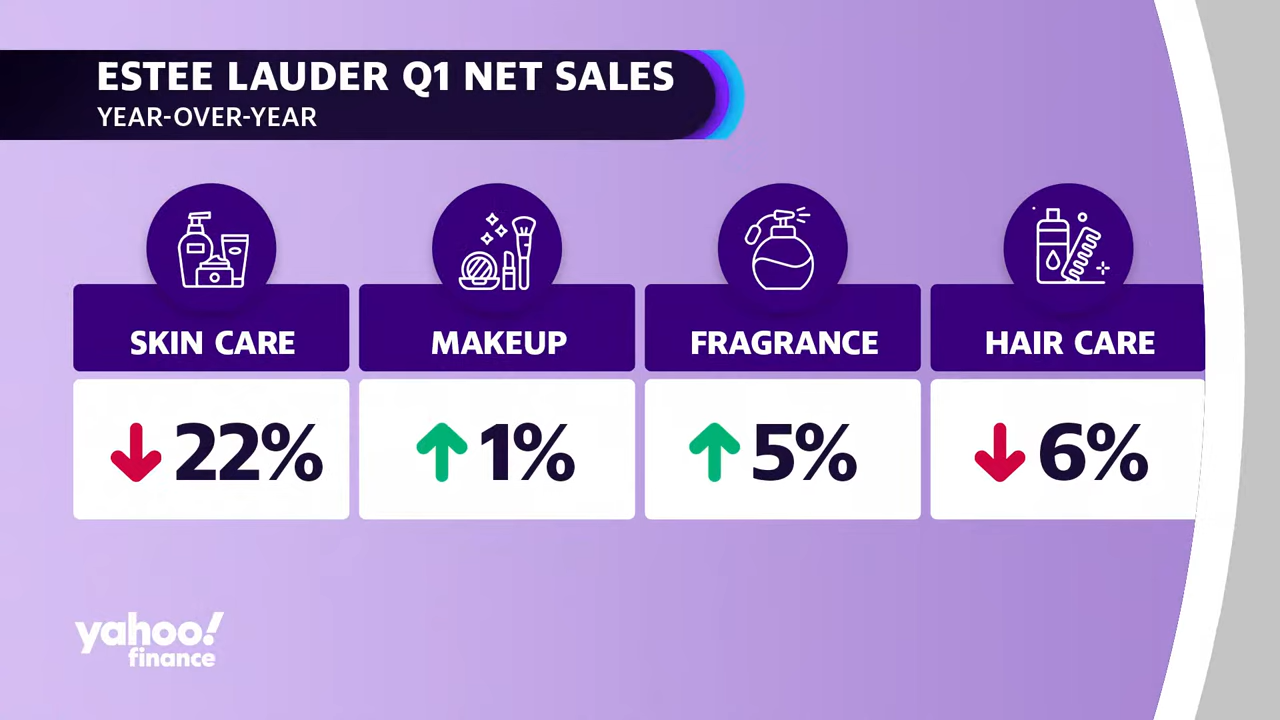 ESTEE LAUDER Q1 NET SALES
YEAR-OVER-YEAR
SKIN CARE
MAKEUP
FRAGRANCE
HAIR CARE
22%
1%
5%
6%
yahoo!
finance